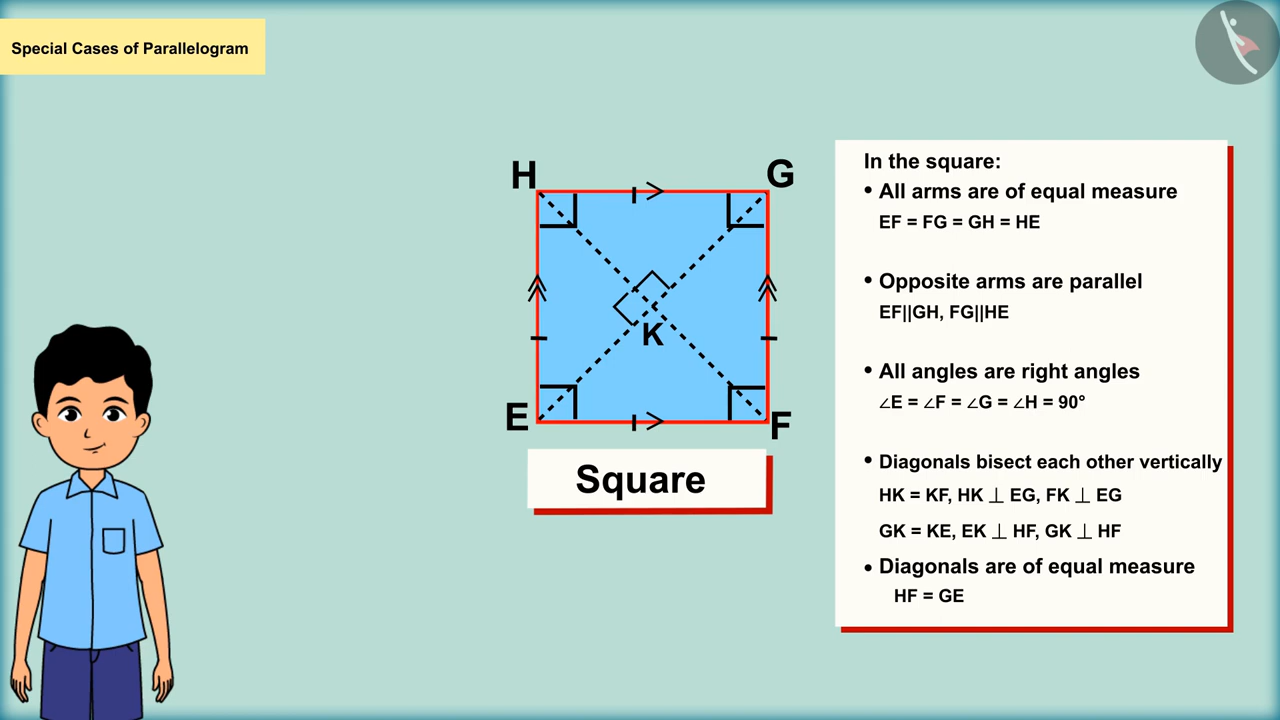 Special Cases of Parallelogram
H
G
K
E
F
Square
In the square:
• All arms are of equal measure
EF = FG = GH = HE
• Opposite arms are parallel
EF||GH, FG||HE
• All angles are right angles
∠E = ∠F = ∠G = ∠H = 90°
• Diagonals bisect each other vertically
HK = KF, HK ⊥ EG, FK ⊥ EG
GK = KE, EK ⊥ HF, GK ⊥ HF
• Diagonals are of equal measure
HF = GE